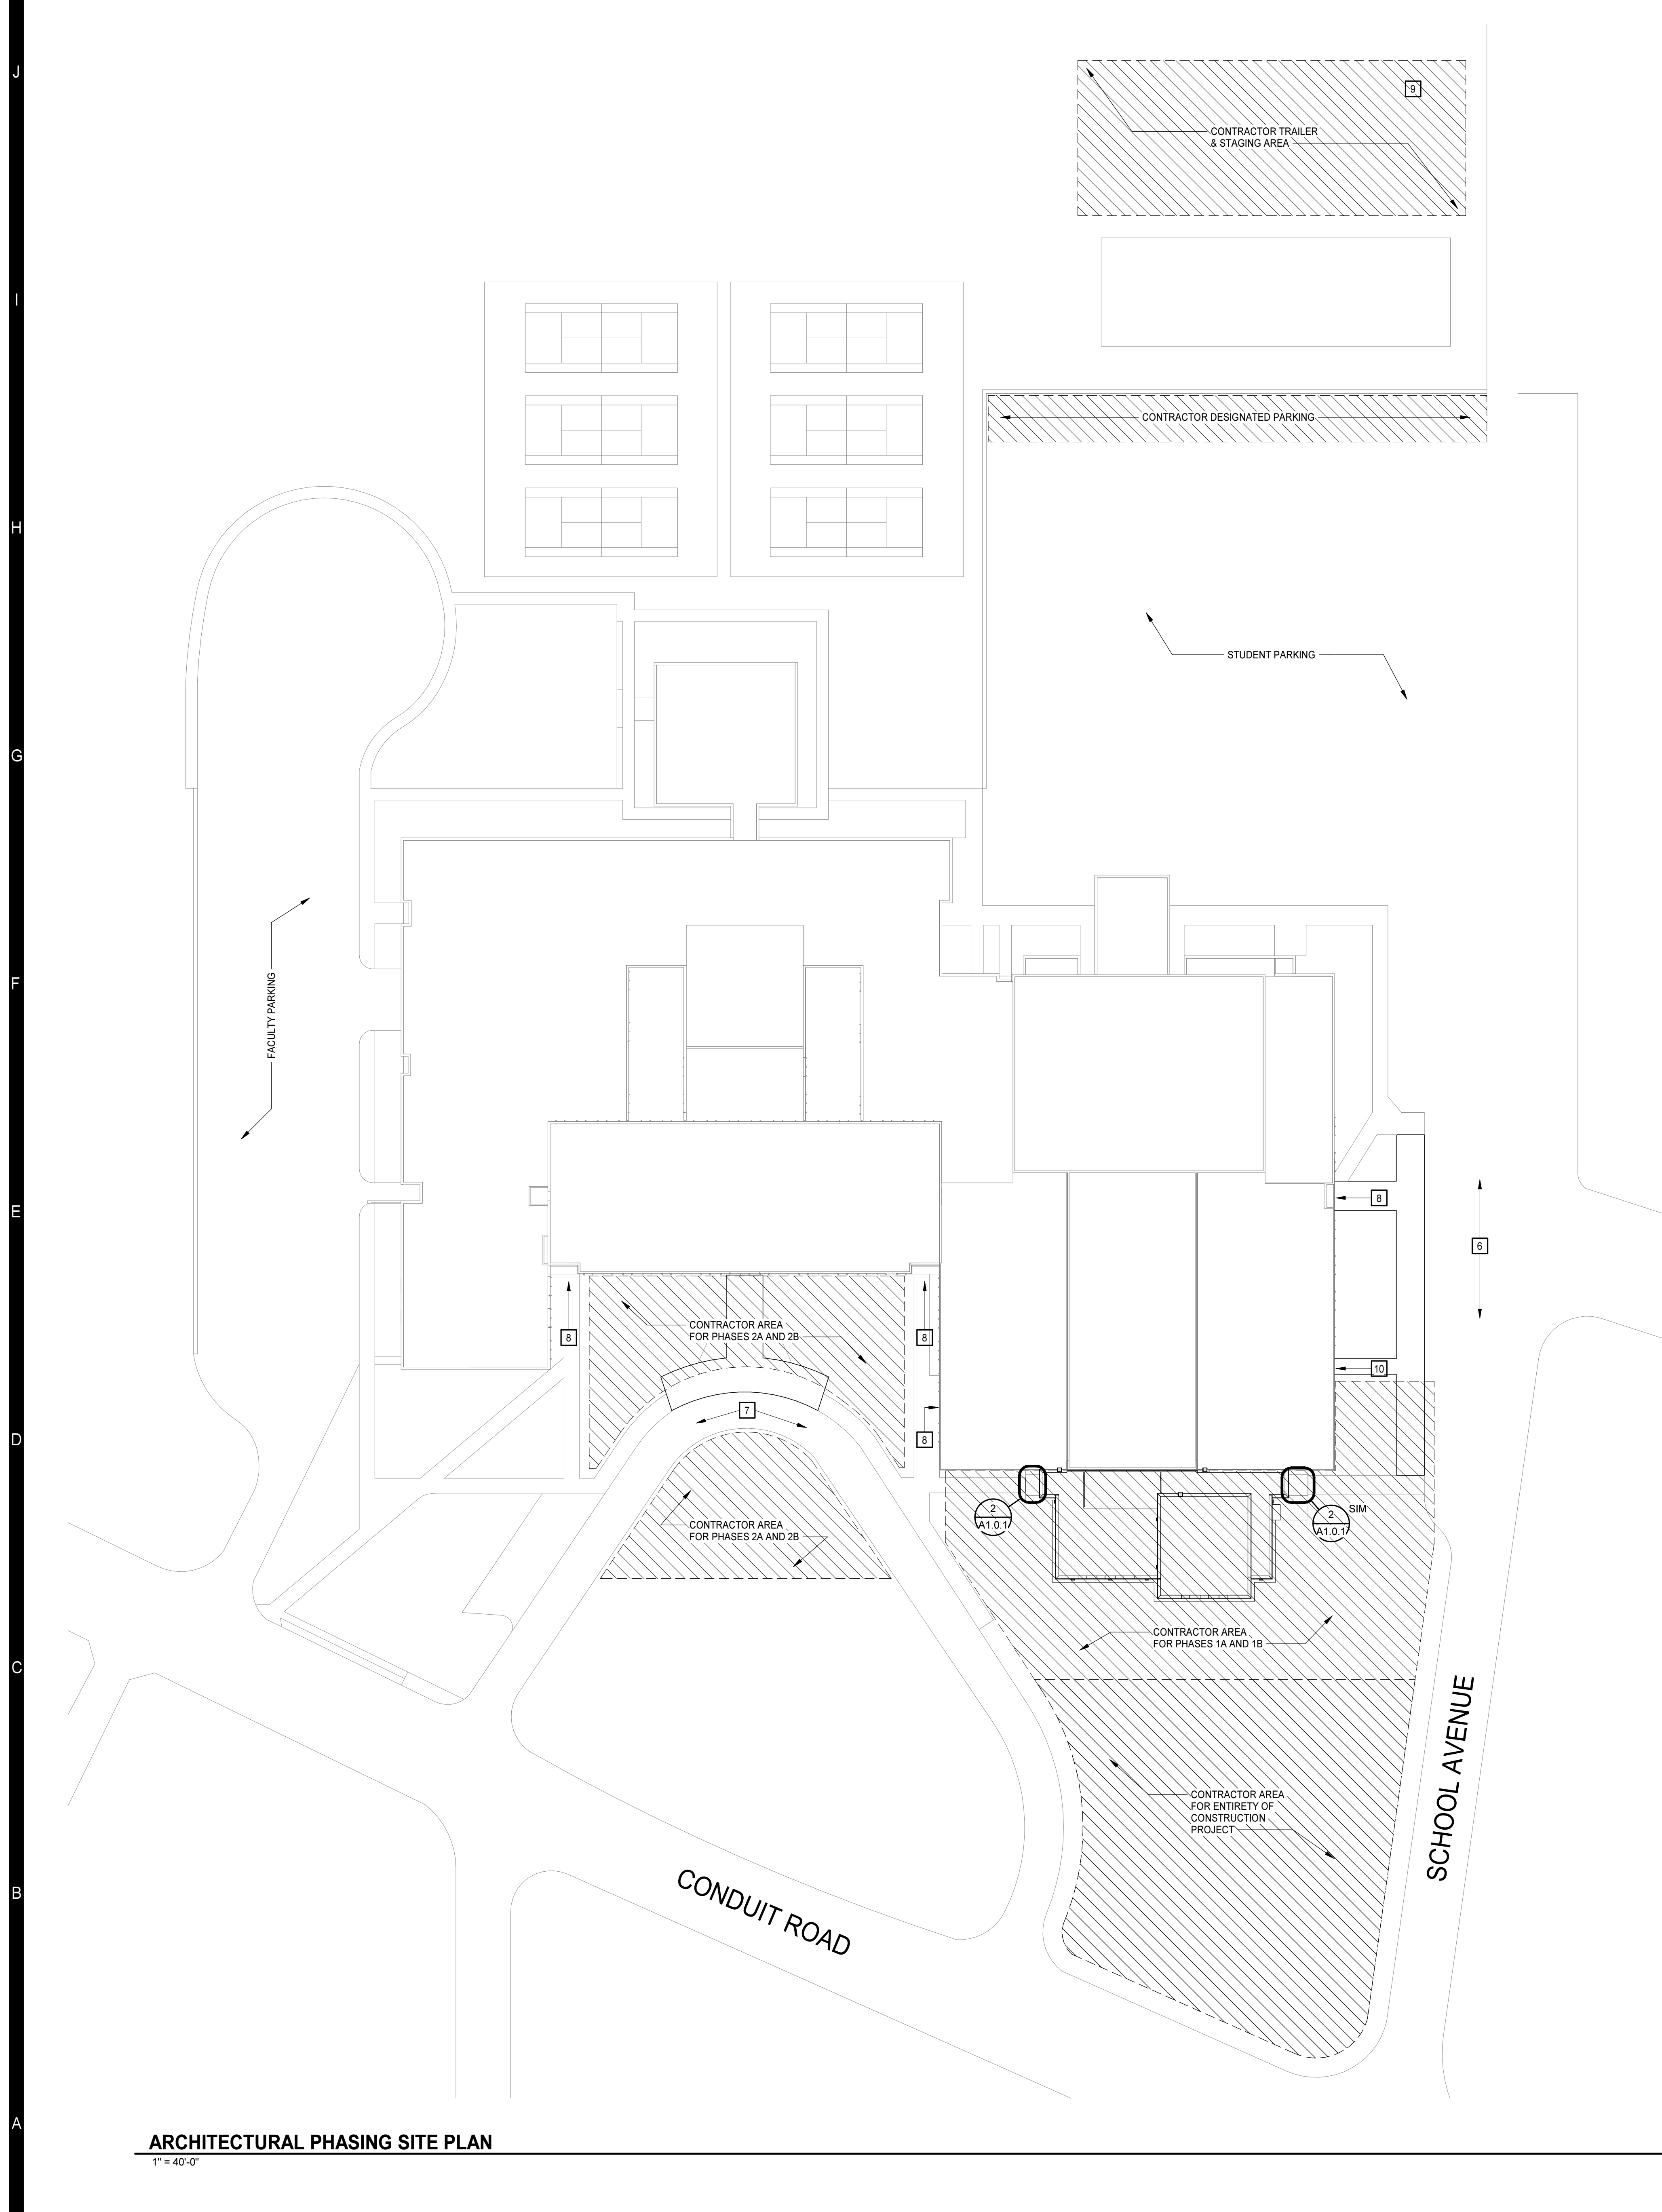 J
9
CONTRACTOR TRAILER
& STAGING AREA
I
CONTRACTOR DESIGNATED PARKING
H
STUDENT PARKING
G
FACULTY PARKING
F
E
8
6
CONTRACTOR AREA
FOR PHASES 2A AND 2B
8
8
10
7
D
8
2
A1.0.1
2
SIM
A1.0.1
CONTRACTOR AREA
FOR PHASES 2A AND 2B
CONTRACTOR AREA
FOR PHASES 1A AND 1B
C
SCHOOL AVENUE
CONTRACTOR AREA
FOR ENTIRETY OF
CONSTRUCTION
PROJECT
B
CONDUIT ROAD
A
ARCHITECTURAL PHASING SITE PLAN
1" = 40'-0"